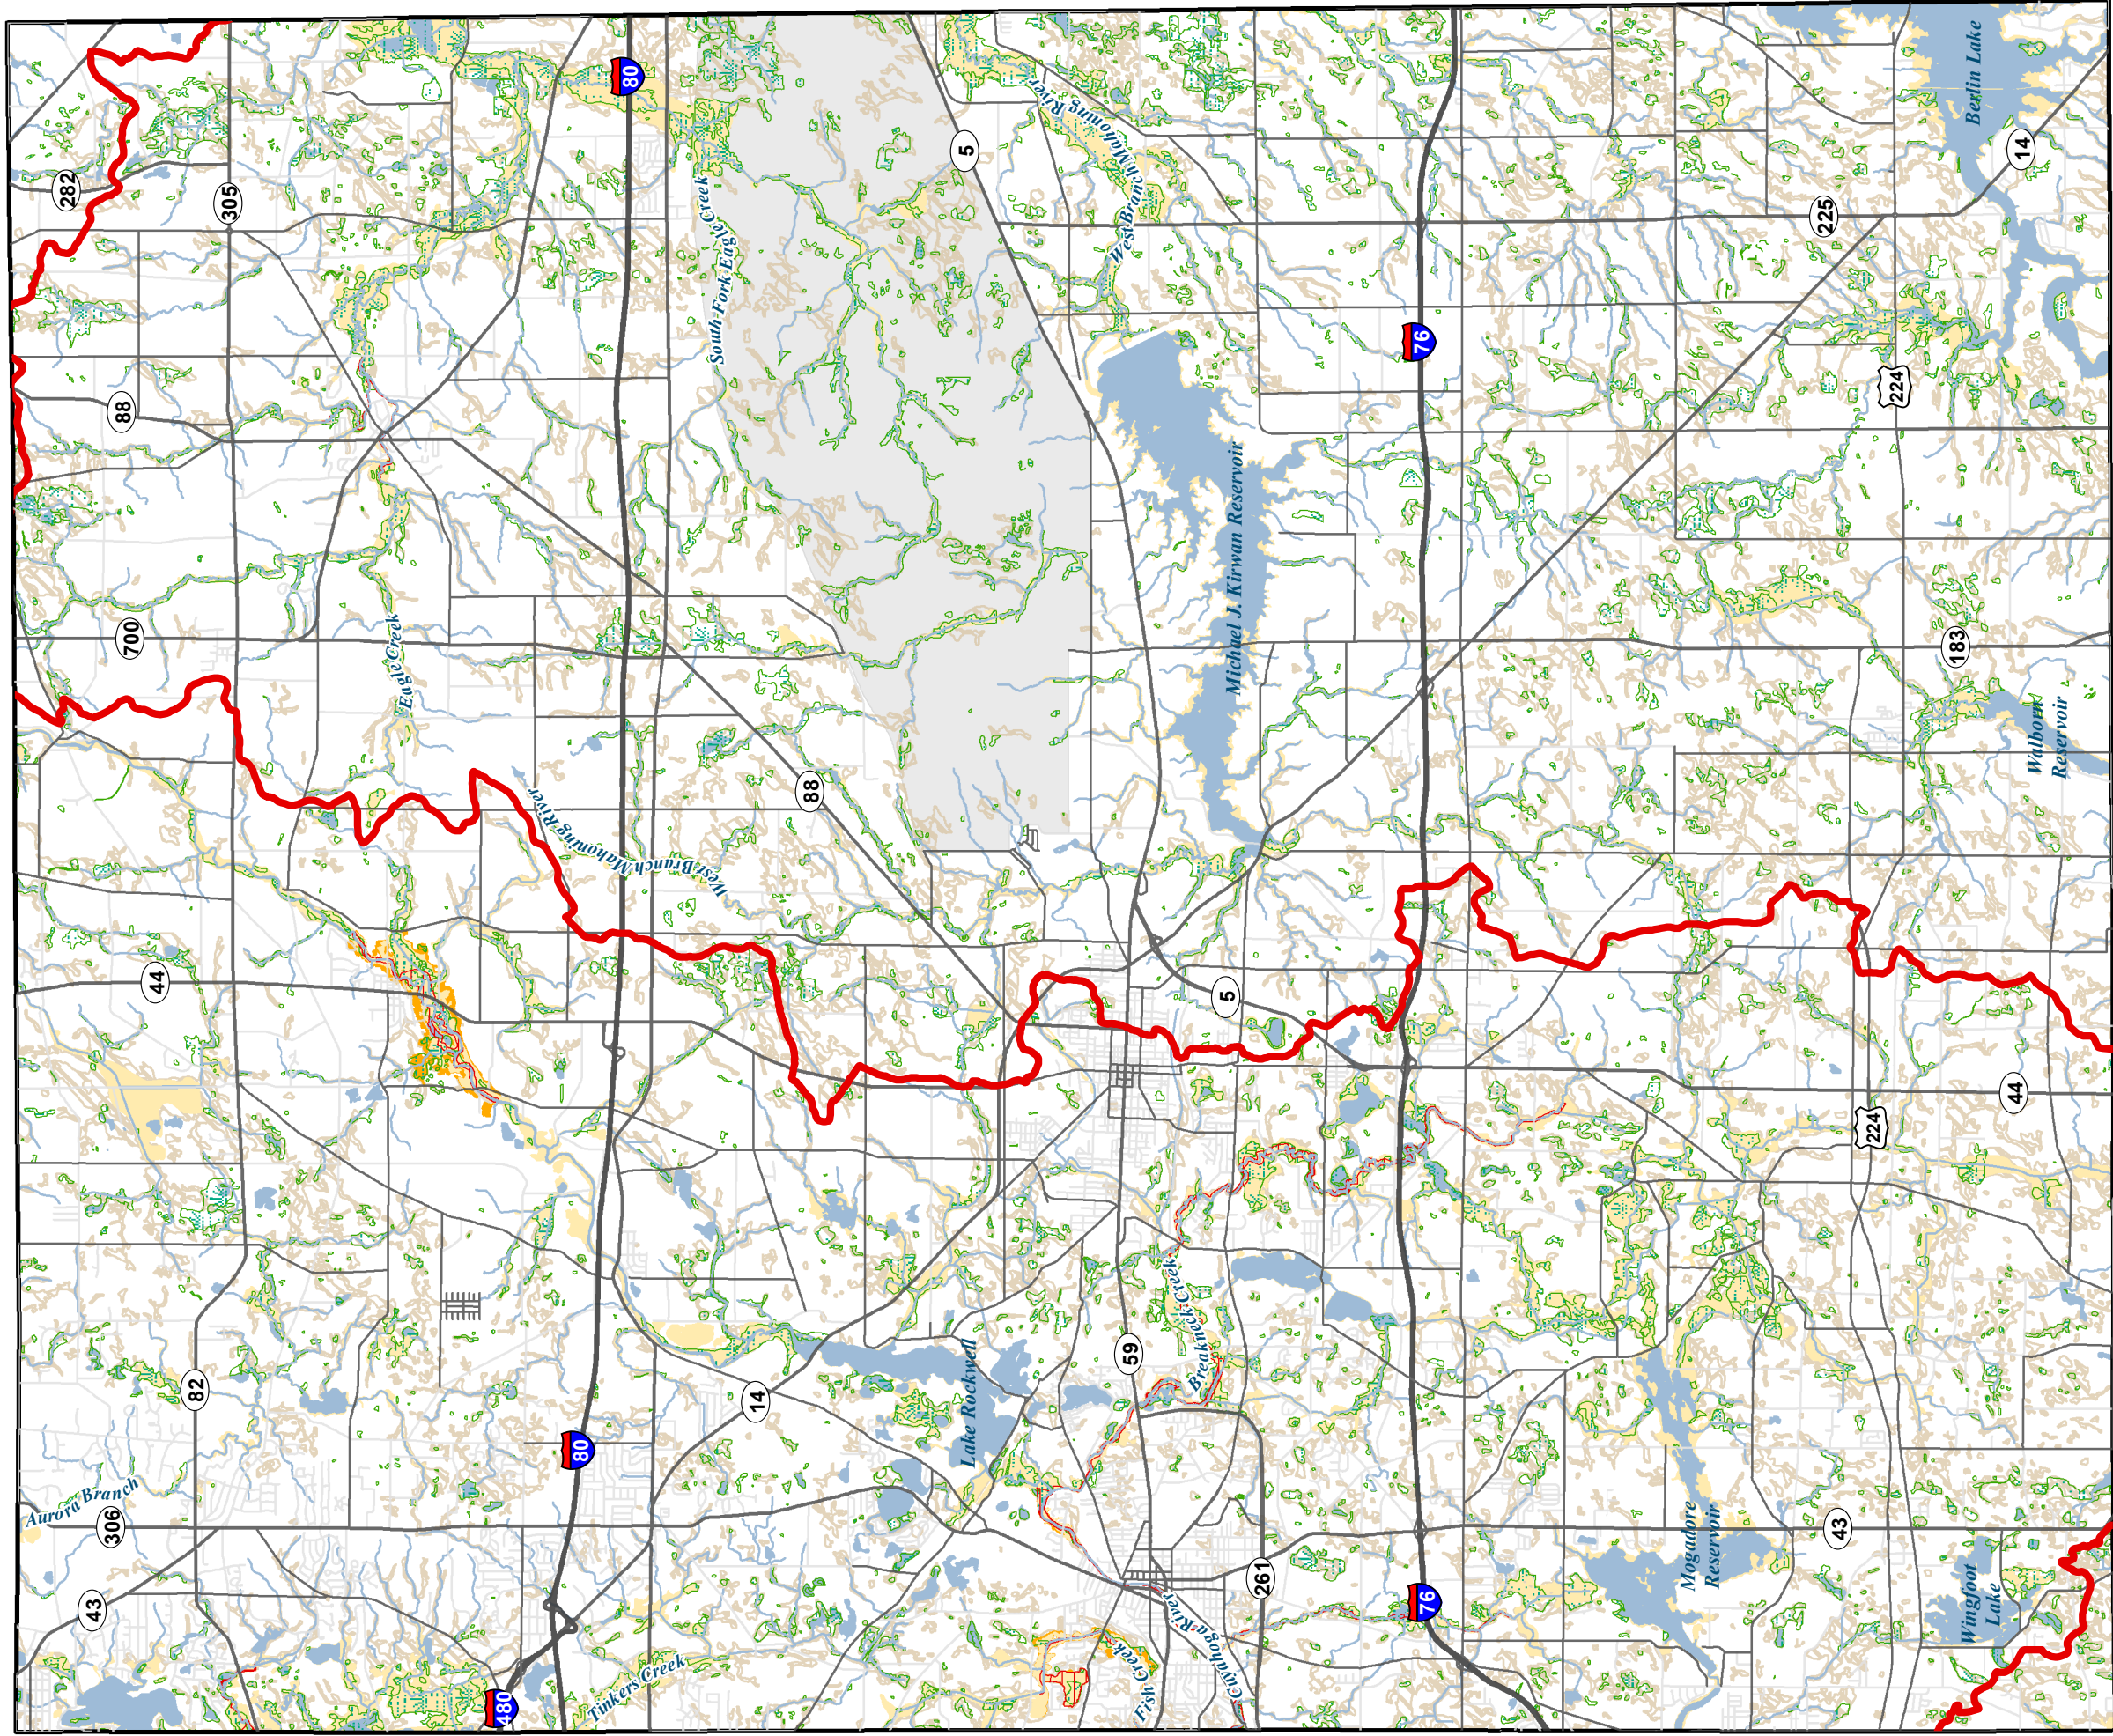 282
305
88
700
44
82
306
43
Aurora Branch
80
Eagle Creek
South Fork Eagle Creek
5
West Branch Mahoning River
Berlin Lake
14
225
76
224
Michael J. Kirwan Reservoir
183
Walborn
Reservoir
88
West Branch Mahoning River
5
44
224
80
14
Lake Rockwell
59
Breakneck Creek
480
Tinkers Creek
Fish Creek
Cuyahoga River
261
76
Mogadore
Reservoir
43
Wingfoot
Lake